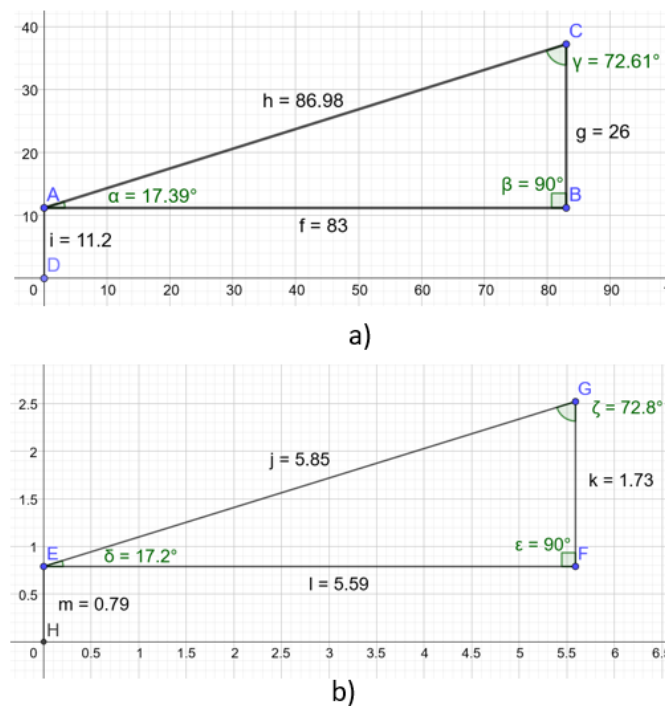 40
C
γ = 72.61°
30
h = 86.98
g = 26
20
A
α = 17.39°
β = 90°
B
10
f = 83
i = 11.2
D
0 10 20 30 40 50 60 70 80 90 1
a)
G
2.5
ζ = 72.8°
2
j = 5.85
k = 1.73
1.5
1
E
δ = 17.2°
ε = 90°
F
l = 5.59
0.5
m = 0.79
H
0 0.5 1 1.5 2 2.5 3 3.5 4 4.5 5 5.5 6 6.5
b)